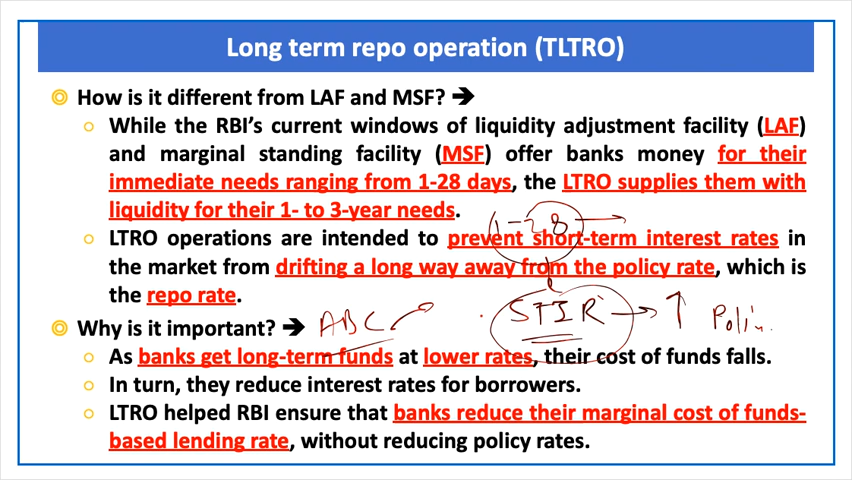 Long term repo operation (TLTRO)
How is it different from LAF and MSF? ➔
While the RBI's current windows of liquidity adjustment facility (LAF)
and marginal standing facility (MSF) offer banks money for their
immediate needs ranging from 1-28 days, the LTRO supplies them with
liquidity for their 1- to 3-year needs.
1-28 →
LTRO operations are intended to prevent short-term interest rates in
the market from drifting a long way away from the policy rate, which is
the repo rate.
STIR → ↑
Why is it important? ➔ ABC
As banks get long-term funds at lower rates, their cost of funds falls.
In turn, they reduce interest rates for borrowers.
LTRO helped RBI ensure that banks reduce their marginal cost of funds-
based lending rate, without reducing policy rates.